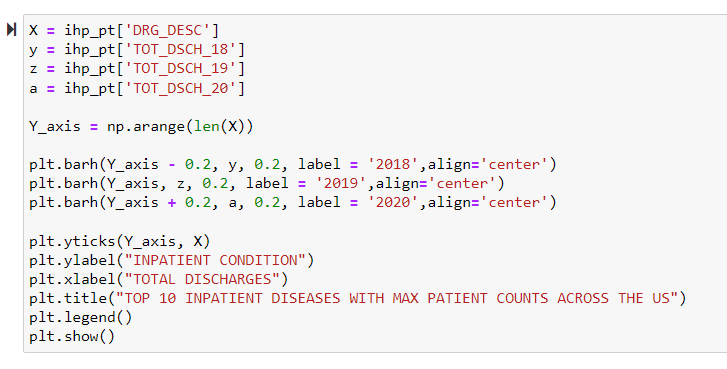 X = ihp_pt['DRG_DESC']
y = ihp_pt['TOT_DSCH_18']
z = ihp_pt['TOT_DSCH_19']
a = ihp_pt['TOT_DSCH_20']
Y_axis = np.arange(len(X))
plt.barh(Y_axis - 0.2, y, 0.2, label = '2018',align='center')
plt.barh(Y_axis, z, 0.2, label = '2019',align='center')
plt.barh(Y_axis + 0.2, a, 0.2, label = '2020',align='center')
plt.yticks(Y_axis, X)
plt.ylabel("INPATIENT CONDITION")
plt.xlabel("TOTAL DISCHARGES")
plt.title("TOP 10 INPATIENT DISEASES WITH MAX PATIENT COUNTS ACROSS THE US")
plt.legend()
plt.show()